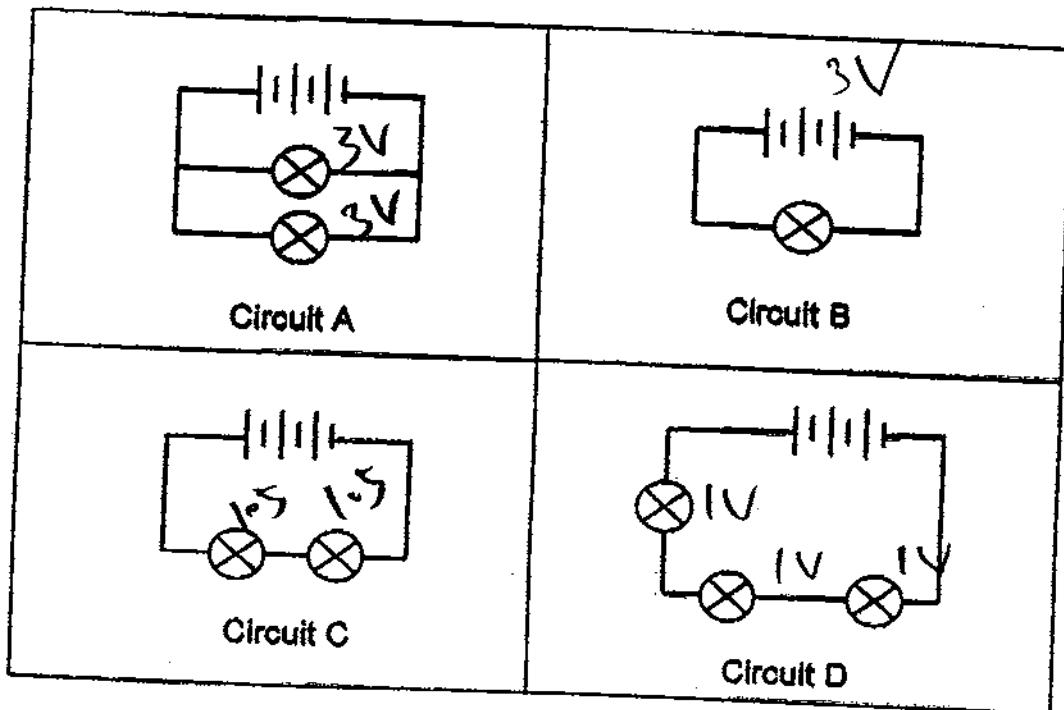 3V
3V
3V
Circuit A
Circuit B
1.5 1.5
1V
1V 1V
Circuit C
Circuit D